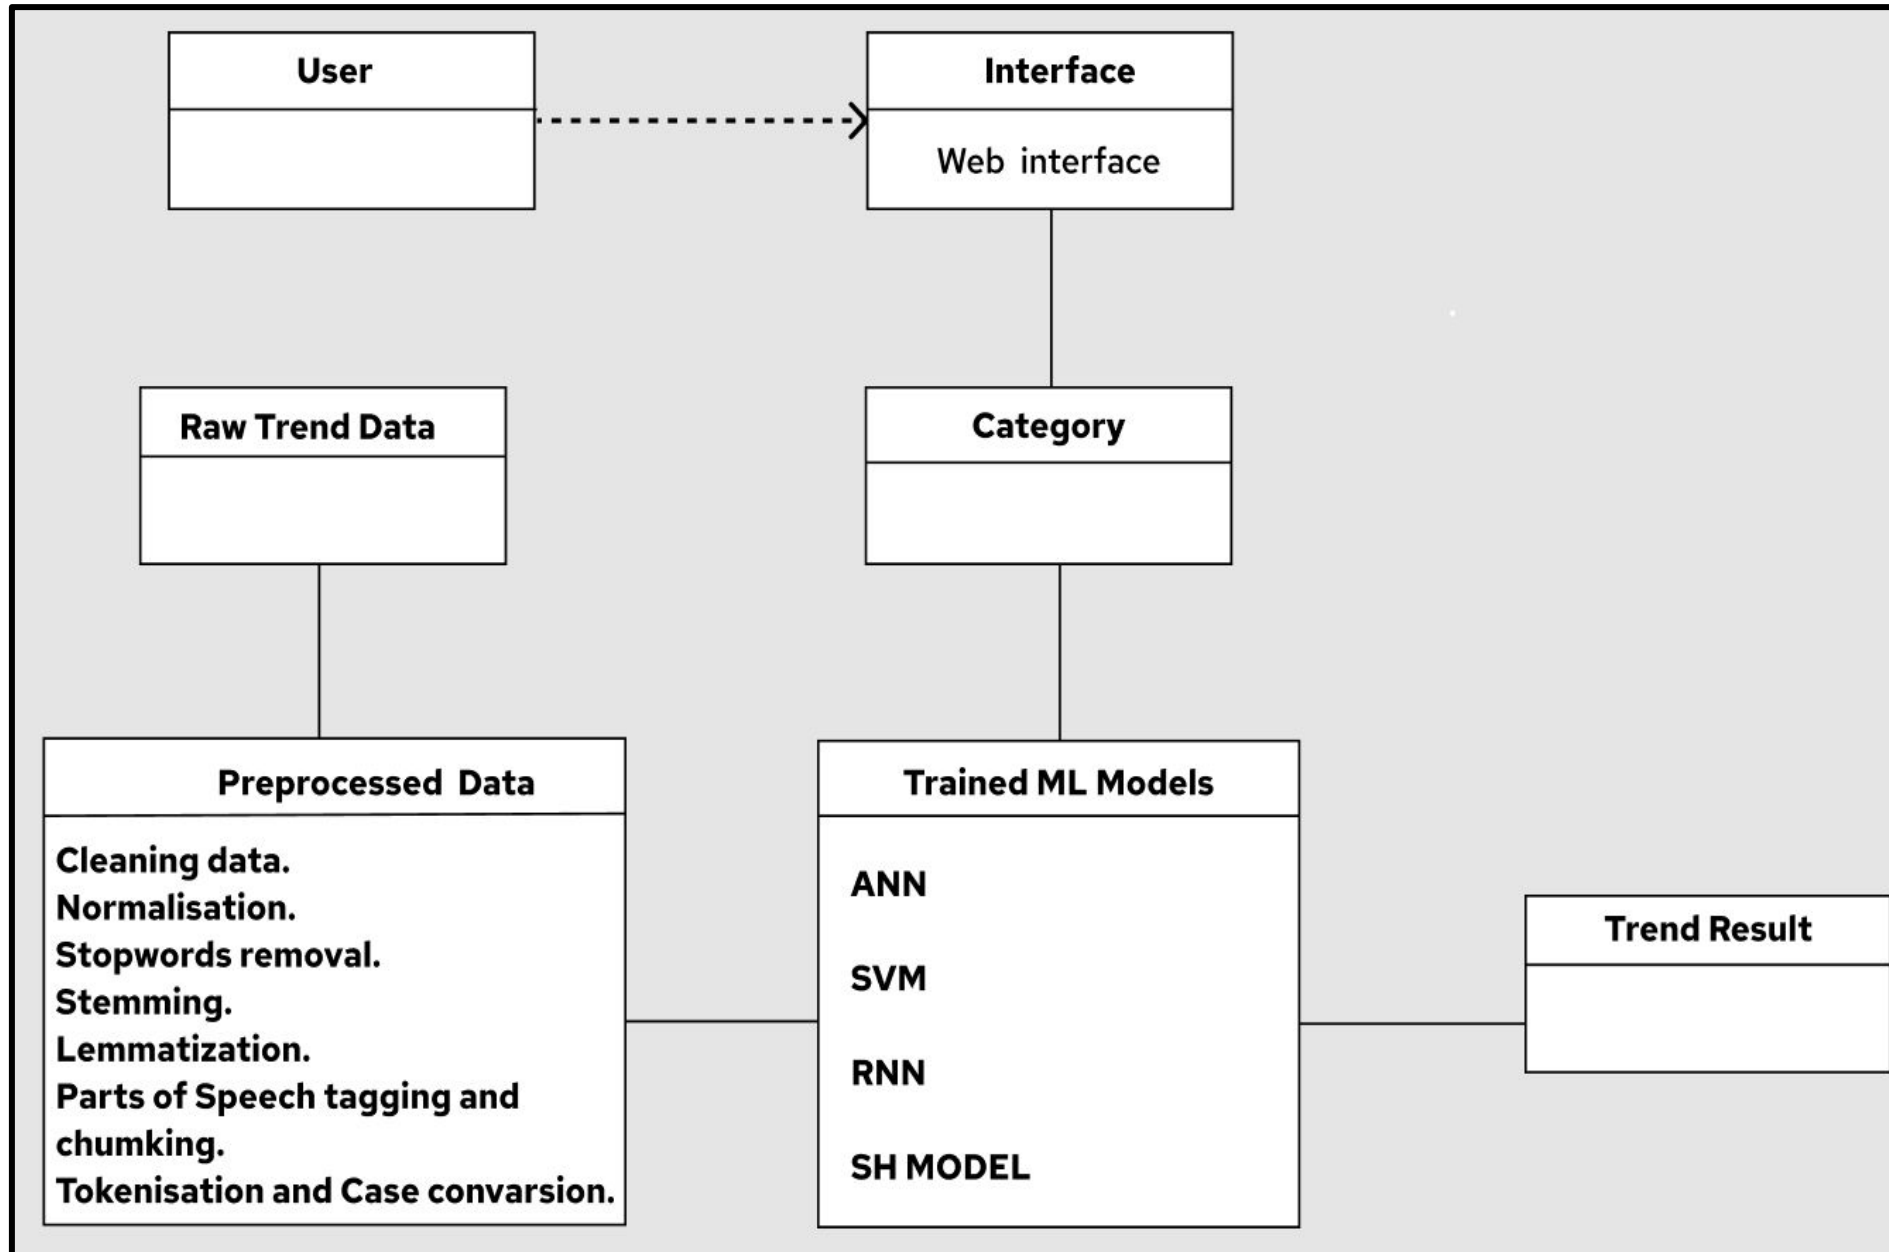 User
Interface
Web interface
Raw Trend Data
Category
Preprocessed Data
Cleaning data.
Normalisation.
Stopwords removal.
Stemming.
Lemmatization.
Parts of Speech tagging and
chumking.
Tokenisation and Case convarsion.
Trained ML Models
ANN
SVM
RNN
SH MODEL
Trend Result